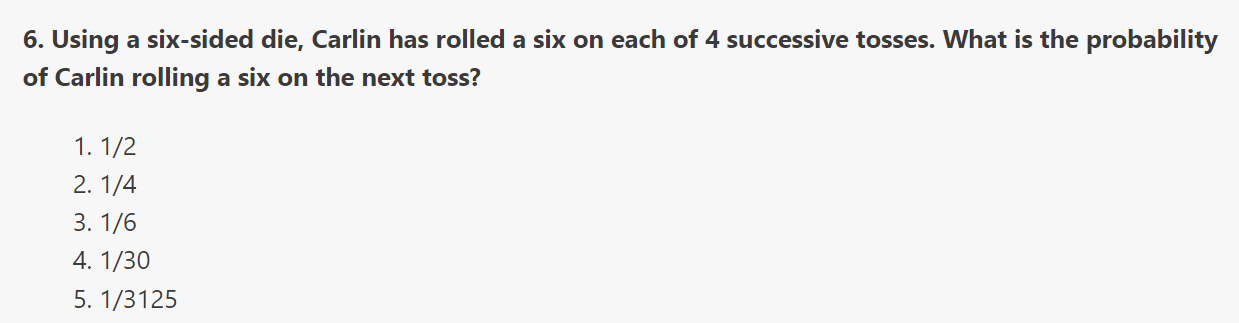 6. Using a six-sided die, Carlin has rolled a six on each of 4 successive tosses. What is the probability
of Carlin rolling a six on the next toss?
1. 1/2
2. 1/4
3. 1/6
4. 1/30
5. 1/3125